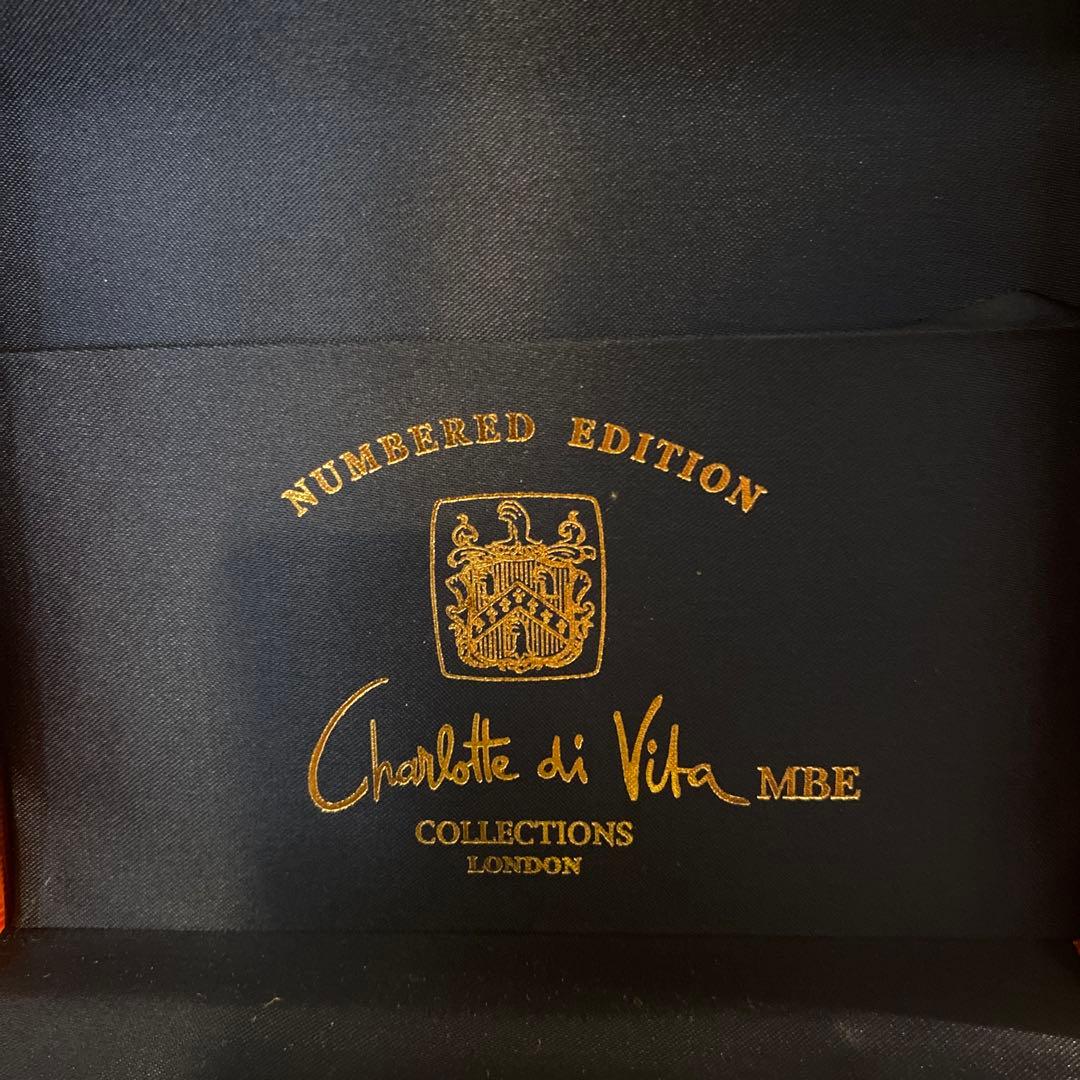 NUMBERED EDITION
Charlotte di Vita MBE
COLLECTIONS
LONDON